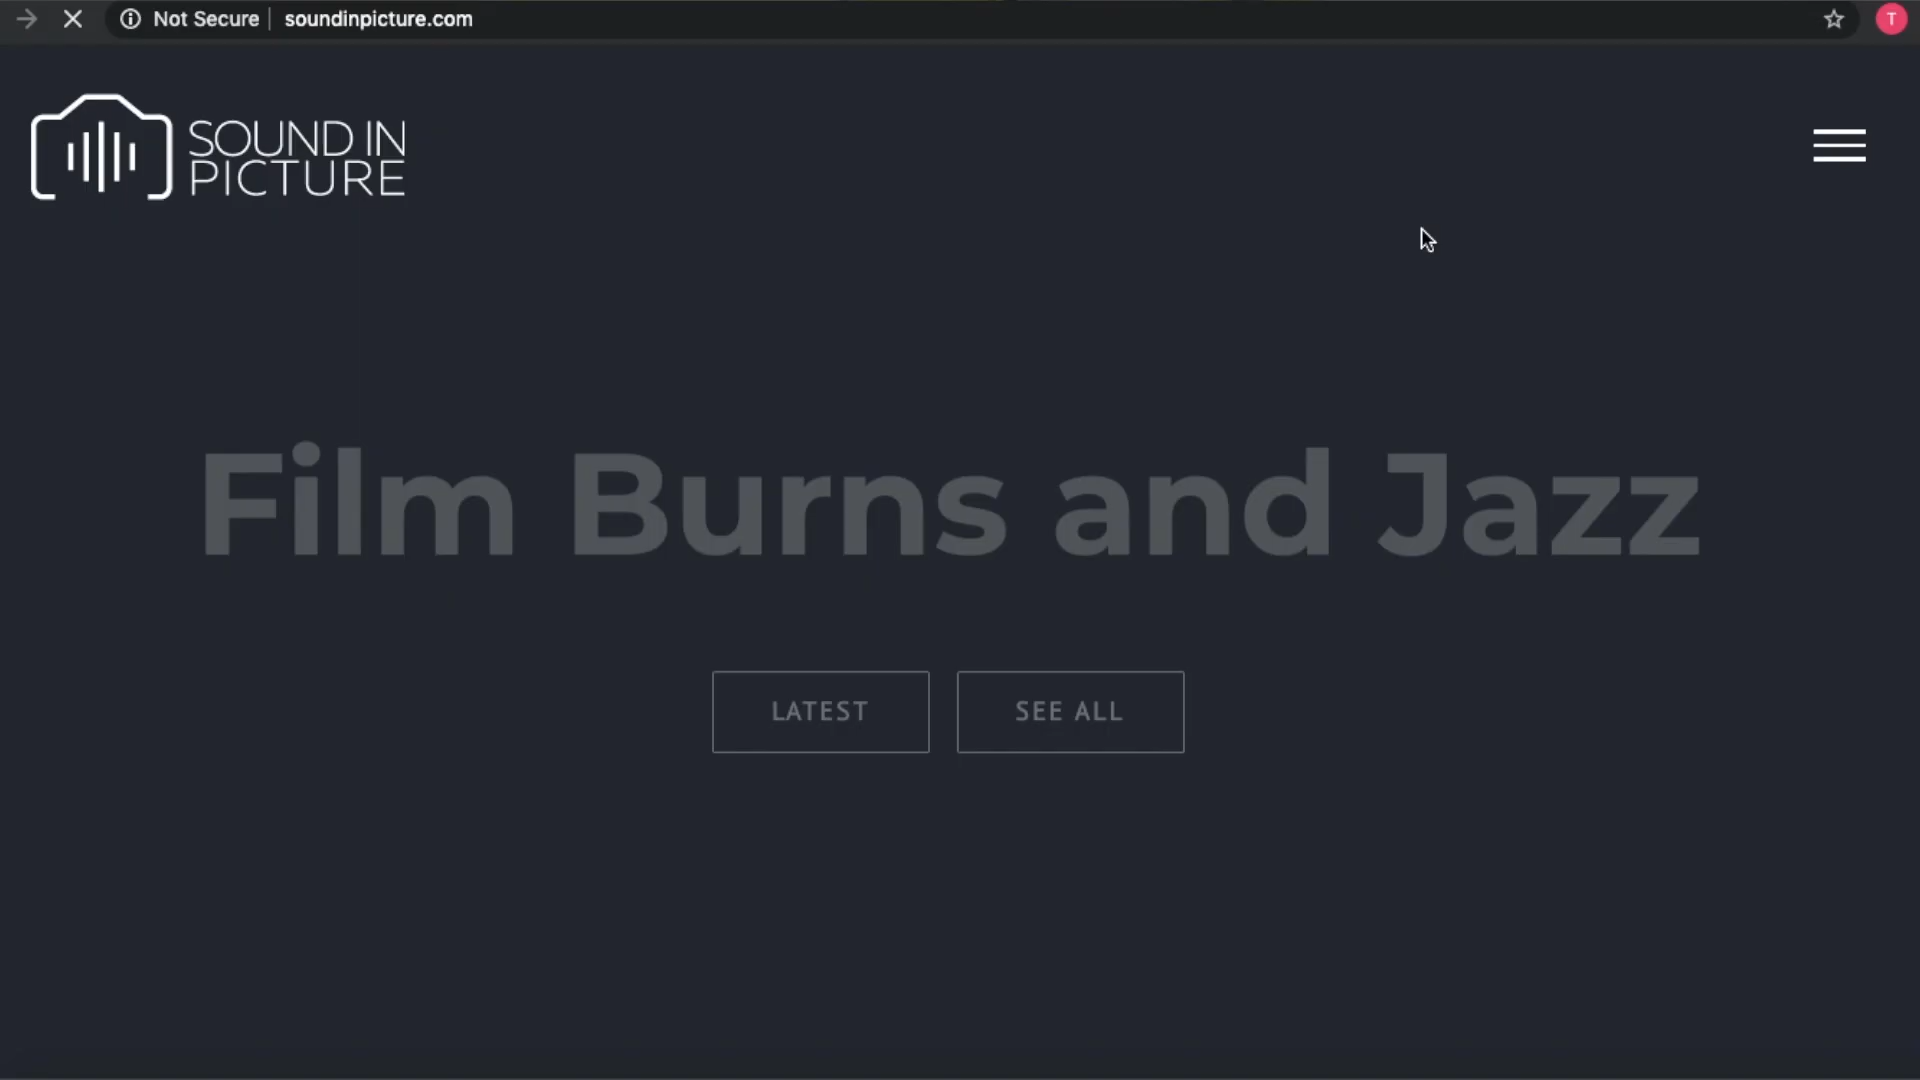 Not Secure | soundinpicture.com
T
SOUND IN
PICTURE
Film Burns and Jazz
LATEST
SEE ALL